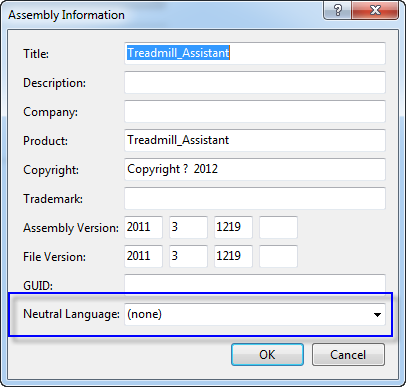 Assembly Information
Title: Treadmill_Assistant
Description:
Company:
Product: Treadmill_Assistant
Copyright: Copyright ? 2012
Trademark:
Assembly Version: 2011 3 1219
File Version: 2011 3 1219
GUID:
Neutral Language: (none)
OK Cancel